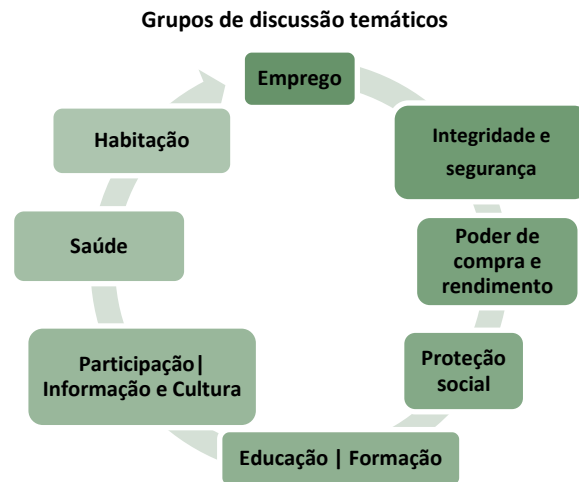 Grupos de discussão temáticos
Emprego
Integridade e
segurança
Poder de
compra e
rendimento
Proteção
social
Educação | Formação
Participação|
Informação e Cultura
Saúde
Habitação